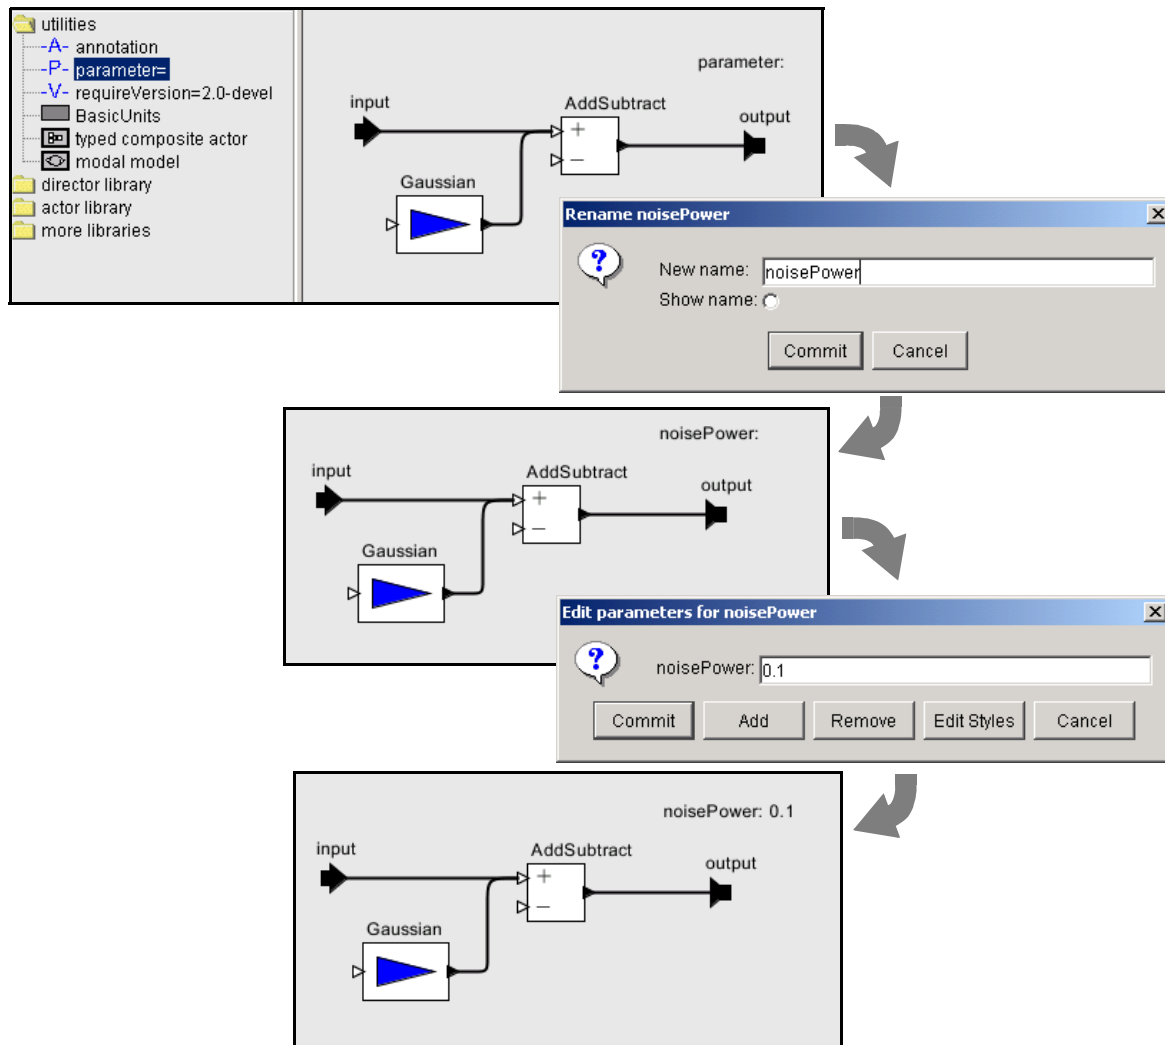 utilities
-A- annotation
-P- parameter=
-V- requireVersion=2.0-devel
BasicUnits
typed composite actor
modal model
director library
actor library
more libraries
parameter:
input
AddSubtract
output
+
−
Gaussian
Rename noisePower
?
New name: noisePower
Show name:
Commit Cancel
noisePower:
input
AddSubtract
output
+
−
Gaussian
Edit parameters for noisePower
?
noisePower: 0.1
Commit Add Remove Edit Styles Cancel
noisePower: 0.1
input
AddSubtract
output
+
−
Gaussian